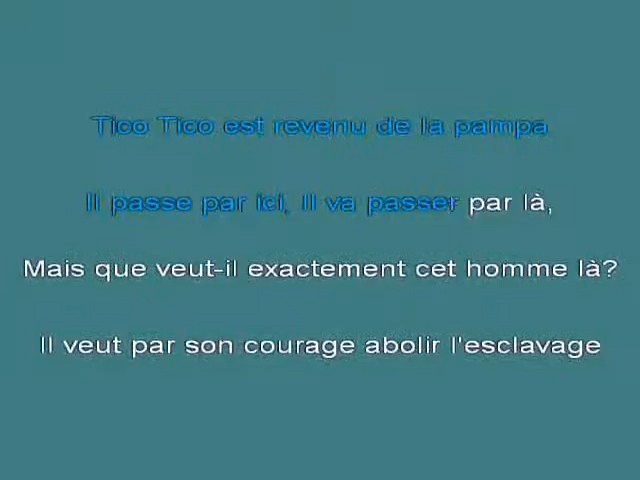 Tico Tico est revenu de la pampa
Il passe par ici, Il va passer par là,
Mais que veut-il exactement cet homme là?
Il veut par son courage abolir l'esclavage